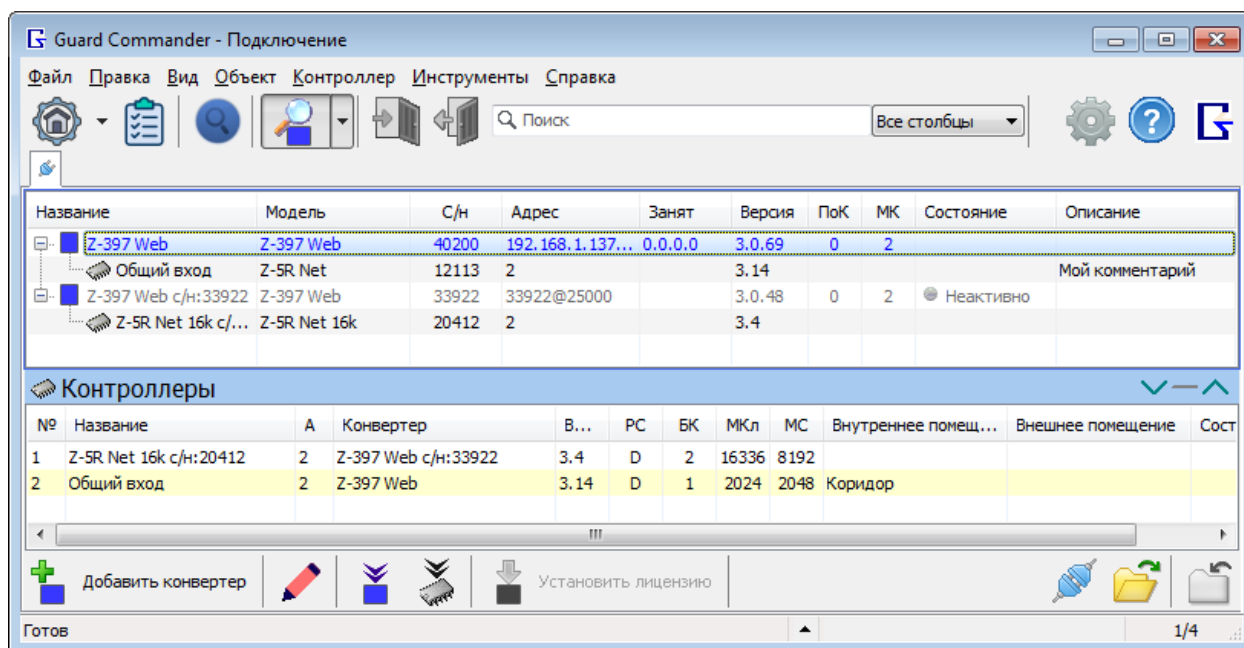 Guard Commander - Подключение
Файл Правка Вид Объект Контроллер Инструменты Справка
Поиск Все столбцы
Название Модель С/н Адрес Занят Версия ПоК МК Состояние Описание
Z-397 Web Z-397 Web 40200 192.168.1.137... 0.0.0.0 3.0.69 0 2
Общий вход Z-5R Net 12113 2 3.14 Мой комментарий
Z-397 Web с/н:33922 Z-397 Web 33922 33922@25000 3.0.48 0 2 Неактивно
Z-5R Net 16k с/... Z-5R Net 16k 20412 2 3.4
Контроллеры
№ Название А Конвертер В... РС БК МКл МС Внутреннее помещ... Внешнее помещение Сост
1 Z-5R Net 16k с/н:20412 2 Z-397 Web с/н:33922 3.4 D 2 16336 8192
2 Общий вход 2 Z-397 Web 3.14 D 1 2024 2048 Коридор
Добавить конвертер Установить лицензию
Готов 1/4